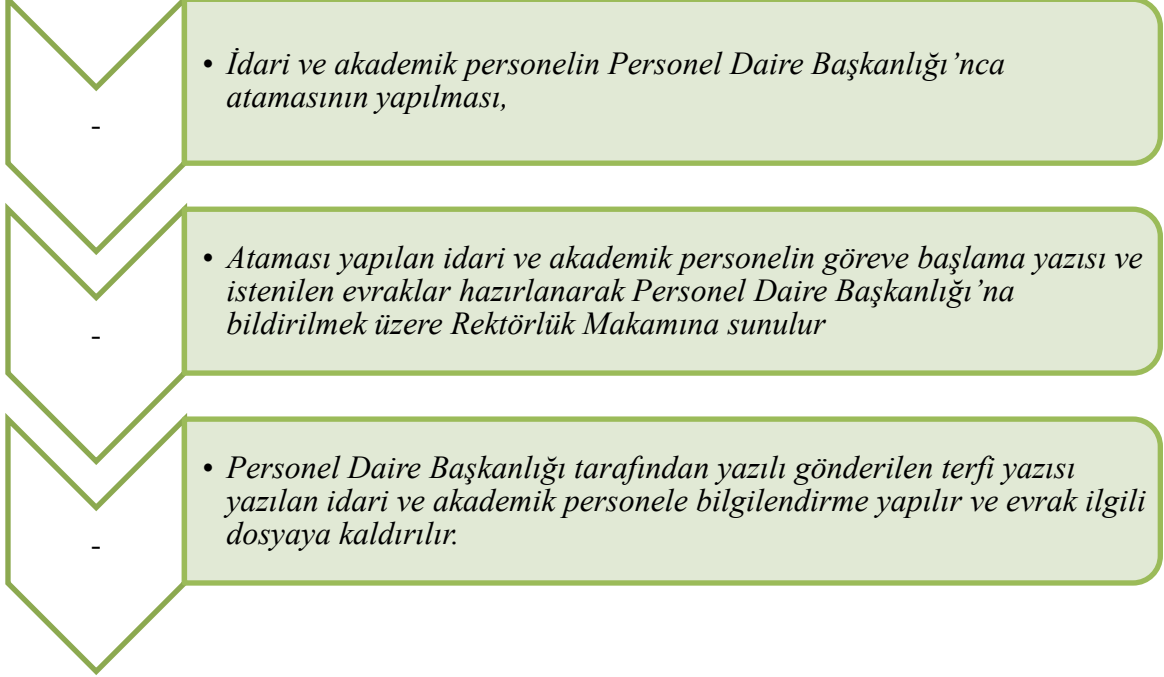 -
• İdari ve akademik personelin Personel Daire Başkanlığı’nca
atamasının yapılması,
-
• Ataması yapılan idari ve akademik personelin göreve başlama yazısı ve
istenilen evraklar hazırlanarak Personel Daire Başkanlığı’na
bildirilmek üzere Rektörlük Makamına sunulur
-
• Personel Daire Başkanlığı tarafından yazılı gönderilen terfi yazısı
yazılan idari ve akademik personele bilgilendirme yapılır ve evrak ilgili
dosyaya kaldırılır.